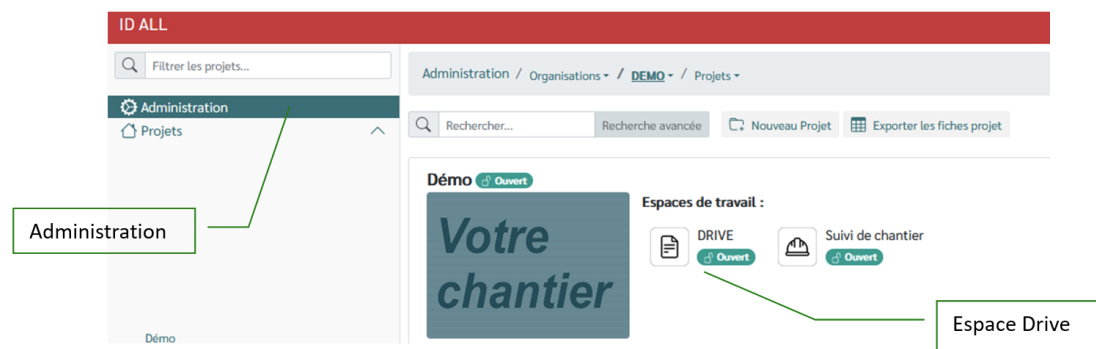 ID ALL
Filtrer les projets...
Administration / Organisations / DEMO / Projets
Administration
Projets
Rechercher... Recherche avancée Nouveau Projet Exporter les fiches projet
Démo Ouvert
Votre
chantier
Espaces de travail :
DRIVE
Ouvert
Suivi de chantier
Ouvert
Administration
Espace Drive
Démo